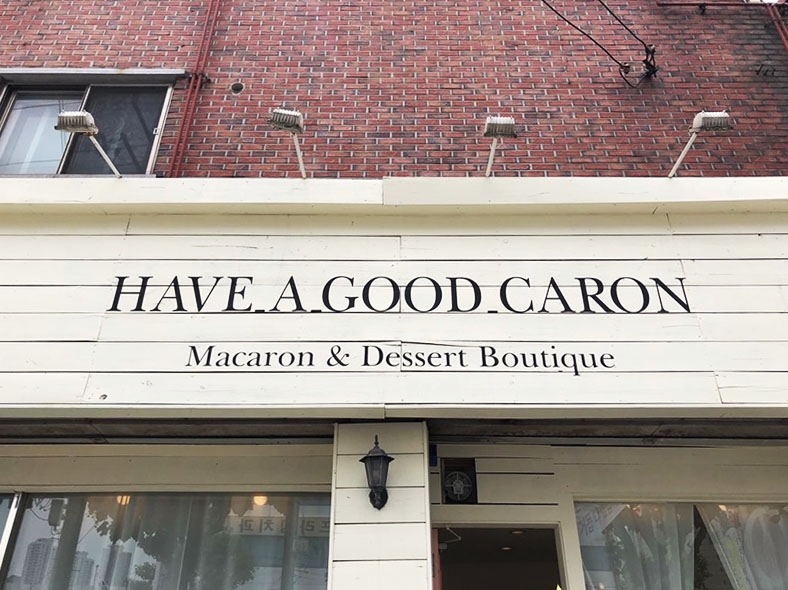 HAVE_A_GOOD_CARON
Macaron & Dessert Boutique